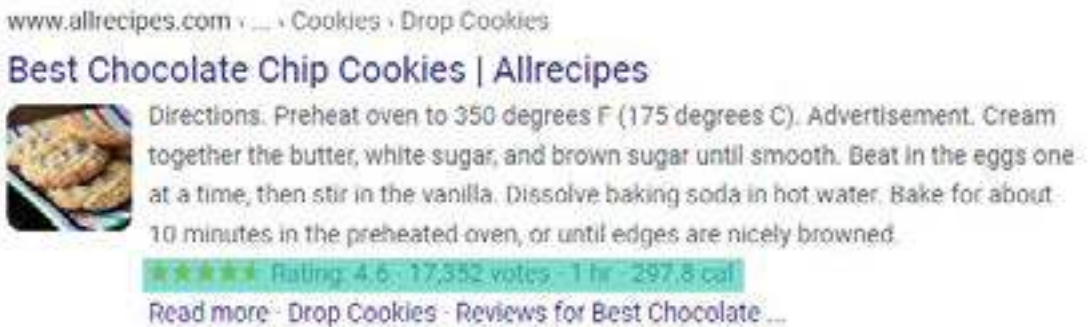 www.allrecipes.com › ... › Cookies › Drop Cookies
Best Chocolate Chip Cookies | Allrecipes
Directions. Preheat oven to 350 degrees F (175 degrees C). Advertisement. Cream
together the butter, white sugar, and brown sugar until smooth. Beat in the eggs one
at a time, then stir in the vanilla. Dissolve baking soda in hot water. Bake for about
10 minutes in the preheated oven, or until edges are nicely browned.
★★★★★ Rating: 4.6 · 17,352 votes · 1 hr · 297.8 cal
Read more · Drop Cookies · Reviews for Best Chocolate ...